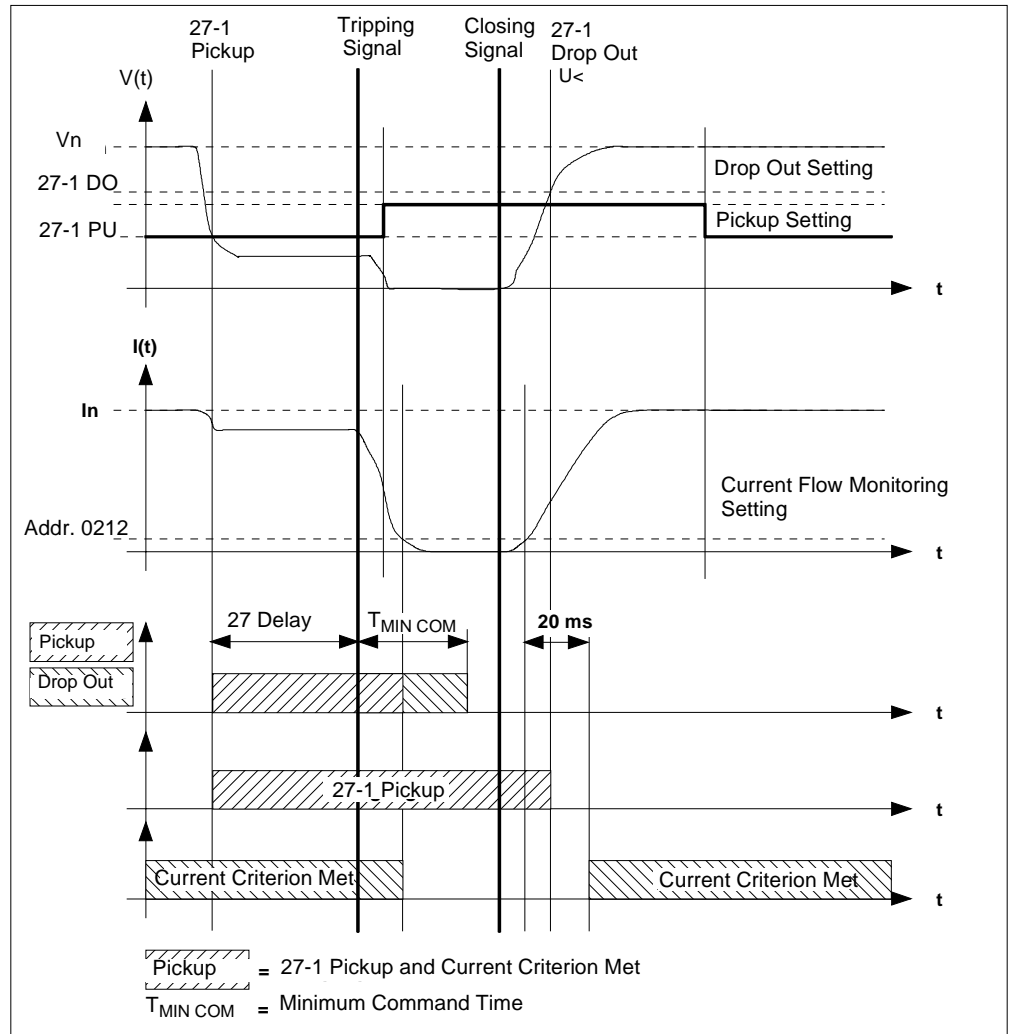 27-1
Pickup
Tripping
Signal
Closing
Signal
27-1
Drop Out
U<
V(t)
Vn
Drop Out Setting
27-1 DO
Pickup Setting
27-1 PU
t
I(t)
In
Current Flow Monitoring
Setting
Addr. 0212
t
27 Delay
TMIN COM
20 ms
Pickup
Drop Out
t
27-1 Pickup
t
Current Criterion Met
Current Criterion Met
t
Pickup = 27-1 Pickup and Current Criterion Met
TMIN COM = Minimum Command Time